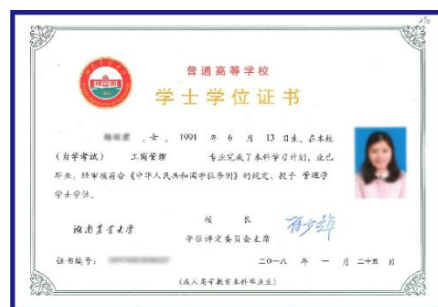 普通高等学校
学士学位证书
，女，1991 年 6 月 13 日生。在本校
（自学考试） 工商管理 专业完成了本科学习计划，业已
毕业，经审核符合《中华人民共和国学位条例》的规定，授予 管理学
学士学位。
湖南农业大学
校 长
学位评定委员会主席
证书编号：
二〇一八 年 一 月 二十五 日
（成人高等教育本科毕业生）